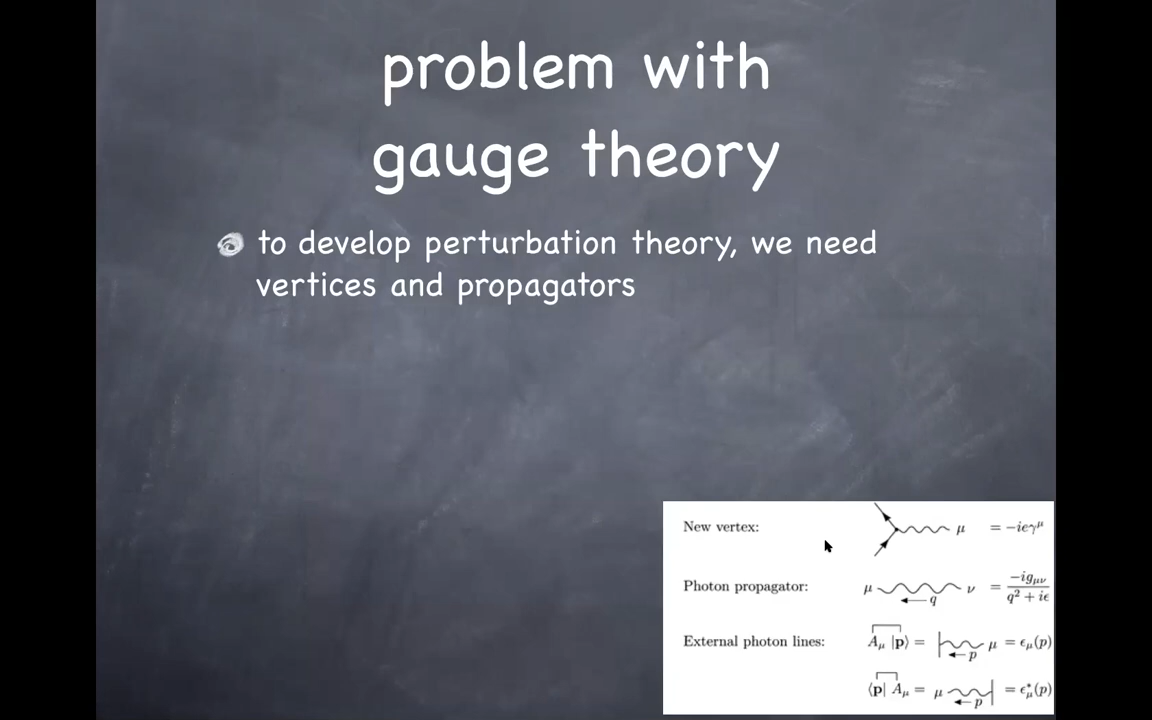 problem with
gauge theory
to develop perturbation theory, we need
vertices and propagators
New vertex: μ = −ieγ^μ
Photon propagator: μ ν = −ig_μν / q² + iε
q
External photon lines: A_μ |p⟩ = μ = ϵ_μ(p)
p
⟨p| A_μ = μ = ϵ*_μ(p)
p